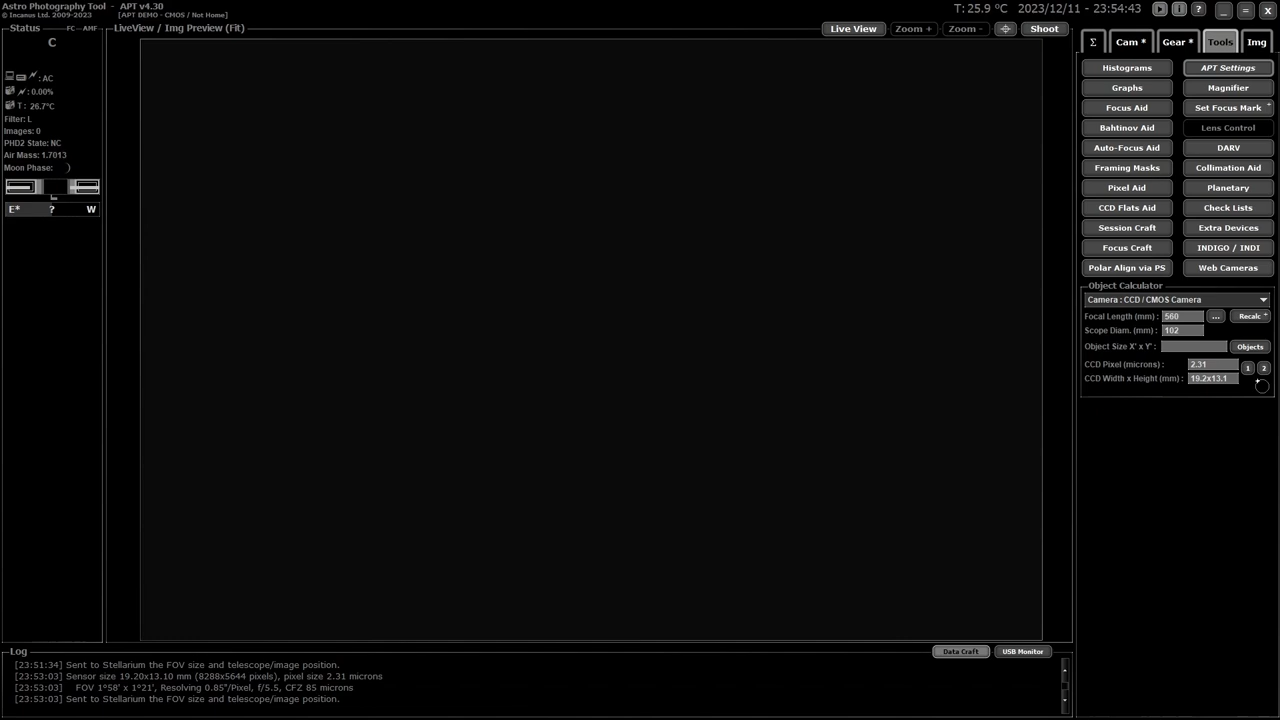 Astro Photography Tool - APT v4.30
© Incanus Ltd. 2009-2023 [APT DEMO - CMOS / Not Home]
T: 25.9 °C 2023/12/11 - 23:54:43
i ? _ = X
Status FC - AMF
C
: AC
: 0.00%
T : 26.7°C
Filter: L
Images: 0
PHD2 State: NC
Air Mass: 1.7013
Moon Phase: )
E* ? W
LiveView / Img Preview (Fit)
Live View Zoom + Zoom - Shoot
Σ Cam * Gear * Tools Img
Histograms APT Settings
Graphs Magnifier
Focus Aid Set Focus Mark +
Bahtinov Aid Lens Control
Auto-Focus Aid DARV
Framing Masks Collimation Aid
Pixel Aid Planetary
CCD Flats Aid Check Lists
Session Craft Extra Devices
Focus Craft INDIGO / INDI
Polar Align via PS Web Cameras
Object Calculator
Camera : CCD / CMOS Camera
Focal Length (mm) : 560 ... Recalc +
Scope Diam. (mm) : 102
Object Size X' x Y' : Objects
CCD Pixel (microns) : 2.31 1 2
CCD Width x Height (mm) : 19.2x13.1
Log Data Craft USB Monitor
[23:51:34] Sent to Stellarium the FOV size and telescope/image position.
[23:53:03] Sensor size 19.20x13.10 mm (8288x5644 pixels), pixel size 2.31 microns
[23:53:03] FOV 1°58' x 1°21', Resolving 0.85"/Pixel, f/5.5, CFZ 85 microns
[23:53:03] Sent to Stellarium the FOV size and telescope/image position.